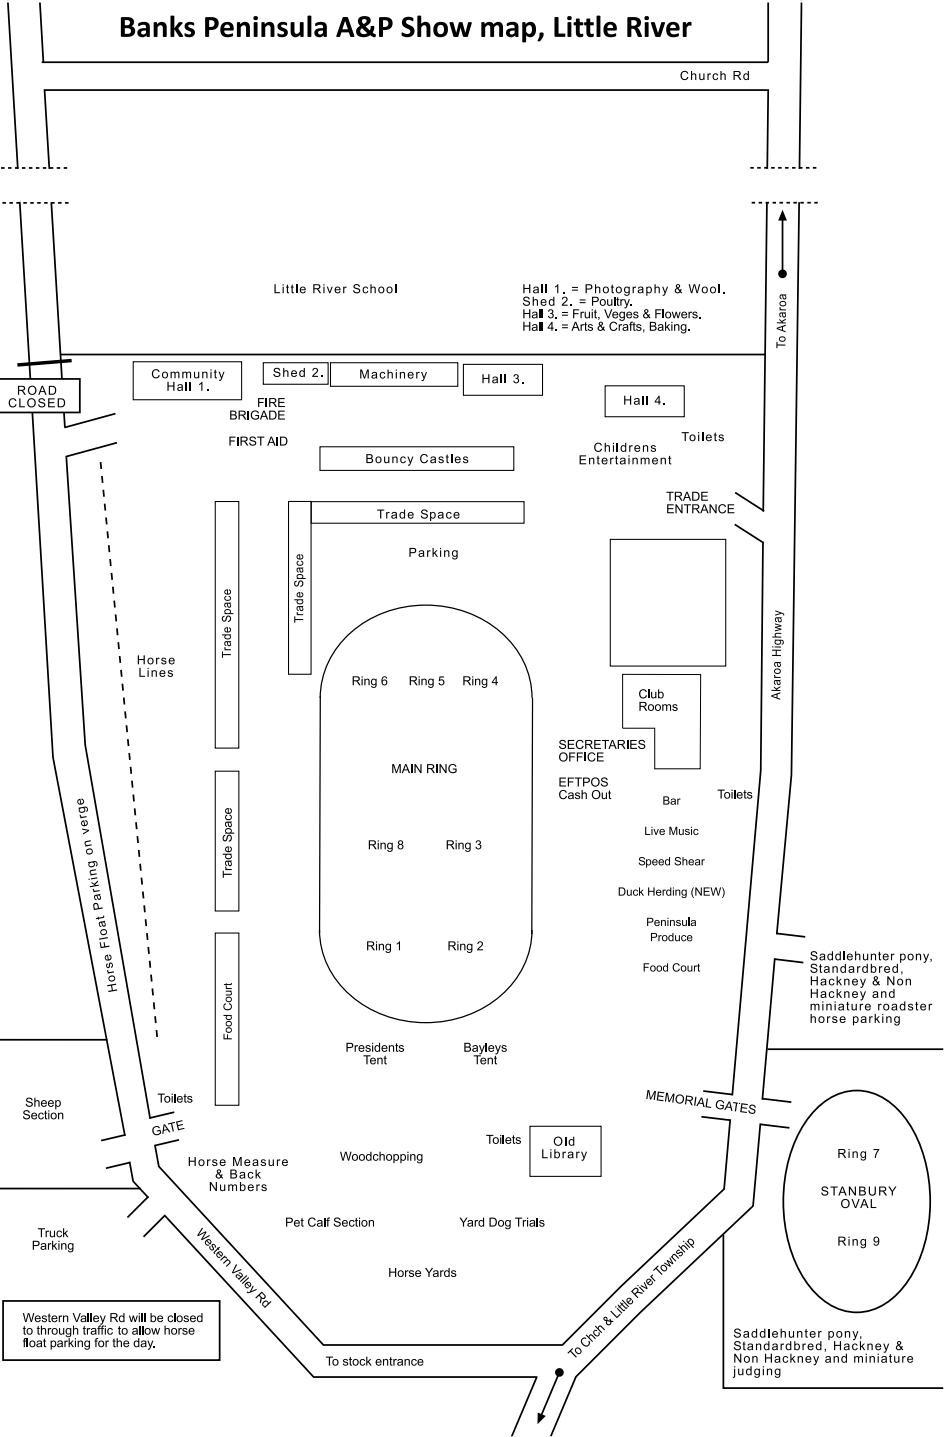 Banks Peninsula A&P Show map, Little River
Church Rd
To Akaroa
Little River School
Hall 1. = Photography & Wool.
Shed 2. = Poultry.
Hall 3. = Fruit, Veges & Flowers.
Hall 4. = Arts & Crafts, Baking.
ROAD
CLOSED
Community
Hall 1.
Shed 2.
Machinery
Hall 3.
Hall 4.
FIRE
BRIGADE
FIRST AID
Bouncy Castles
Childrens
Entertainment
Toilets
TRADE
ENTRANCE
Trade Space
Trade Space
Trade Space
Parking
Horse
Lines
Akaroa Highway
Ring 6
Ring 5
Ring 4
Club
Rooms
MAIN RING
SECRETARIES
OFFICE
EFTPOS
Cash Out
Bar
Toilets
Live Music
Speed Shear
Duck Herding (NEW)
Peninsula
Produce
Food Court
Horse Float Parking on verge
Trade Space
Ring 8
Ring 3
Ring 1
Ring 2
Food Court
Saddlehunter pony,
Standardbred,
Hackney & Non
Hackney and
miniature roadster
horse parking
Presidents
Tent
Bayleys
Tent
Sheep
Section
Toilets
GATE
MEMORIAL GATES
Horse Measure
& Back
Numbers
Woodchopping
Toilets
Old
Library
Ring 7
STANBURY
OVAL
Ring 9
Truck
Parking
Pet Calf Section
Yard Dog Trials
Western Valley Rd
Horse Yards
To Chch & Little River Township
Western Valley Rd will be closed
to through traffic to allow horse
float parking for the day.
To stock entrance
Saddlehunter pony,
Standardbred, Hackney &
Non Hackney and miniature
judging